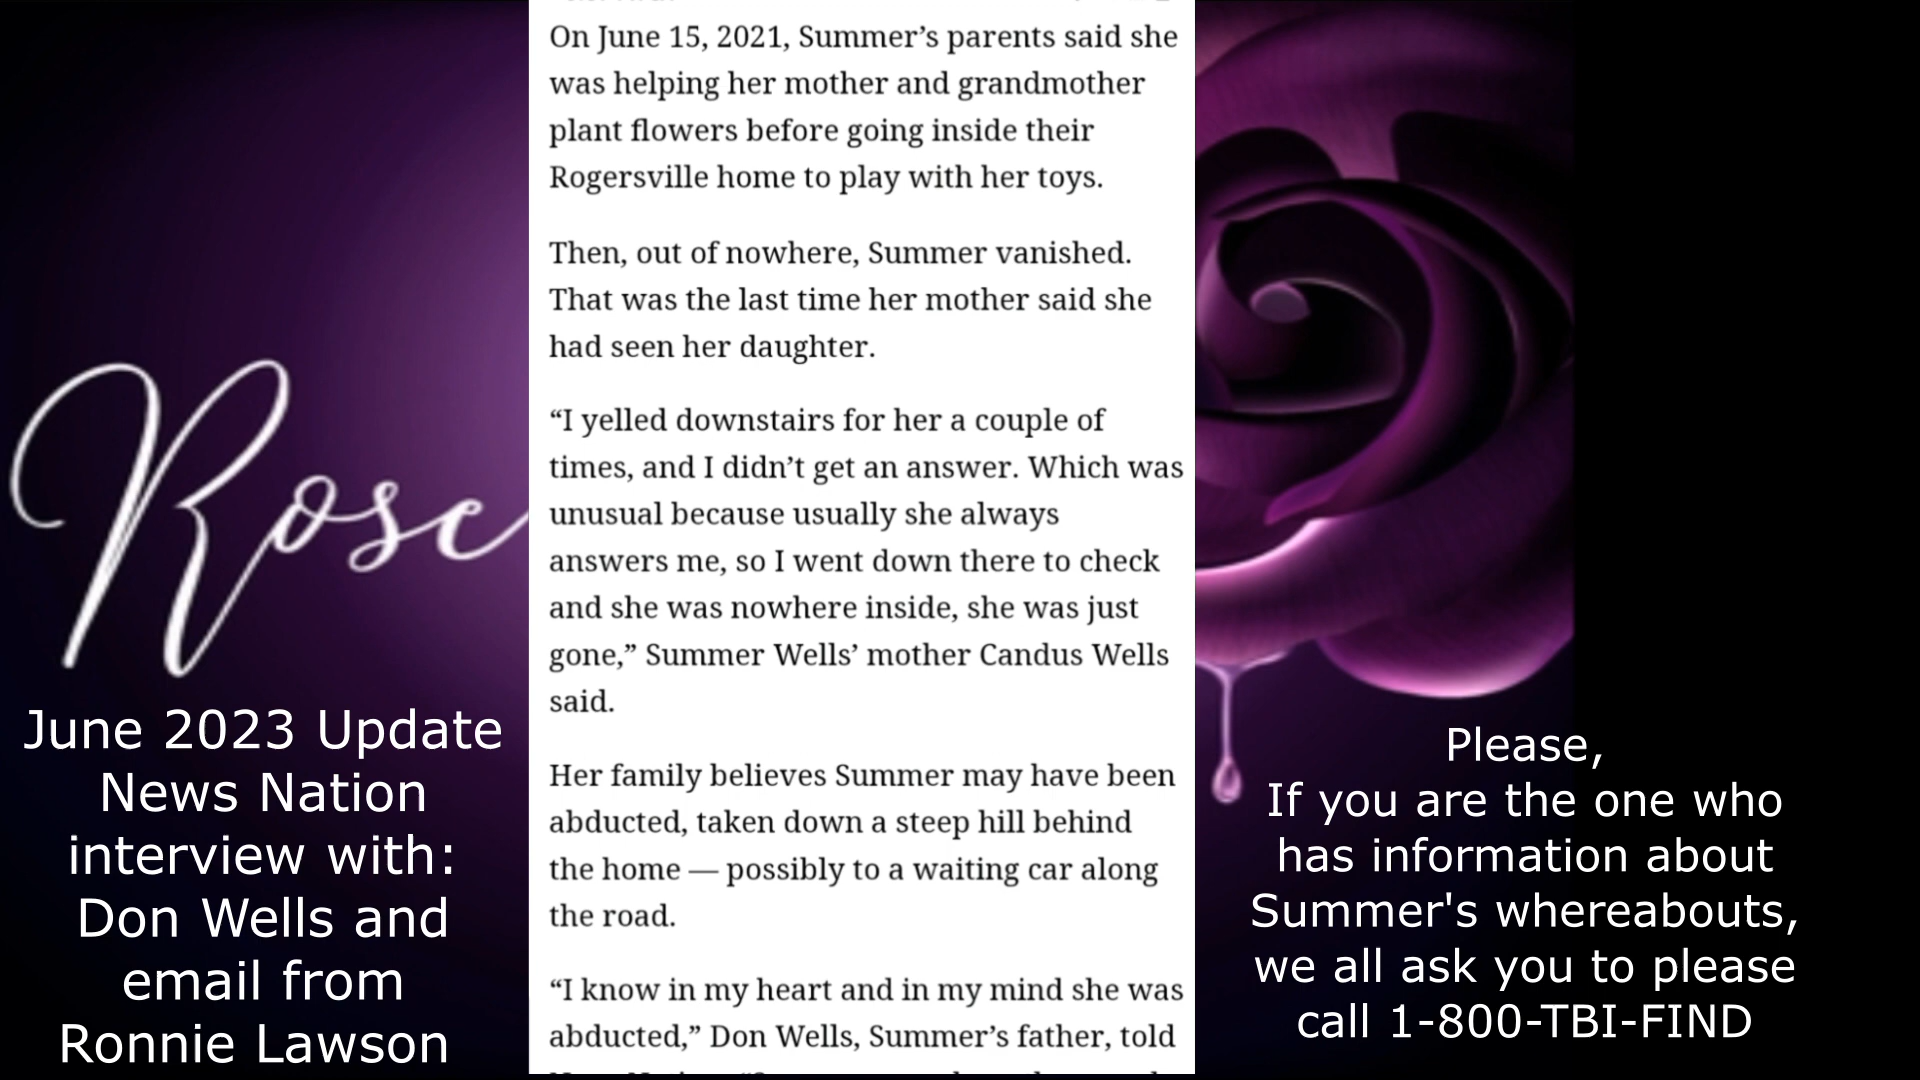 Rose
June 2023 Update
News Nation
interview with:
Don Wells and
email from
Ronnie Lawson
On June 15, 2021, Summer’s parents said she
was helping her mother and grandmother
plant flowers before going inside their
Rogersville home to play with her toys.
Then, out of nowhere, Summer vanished.
That was the last time her mother said she
had seen her daughter.
“I yelled downstairs for her a couple of
times, and I didn’t get an answer. Which was
unusual because usually she always
answers me, so I went down there to check
and she was nowhere inside, she was just
gone,” Summer Wells’ mother Candus Wells
said.
Her family believes Summer may have been
abducted, taken down a steep hill behind
the home — possibly to a waiting car along
the road.
“I know in my heart and in my mind she was
abducted,” Don Wells, Summer’s father, told
Please,
If you are the one who
has information about
Summer's whereabouts,
we all ask you to please
call 1-800-TBI-FIND